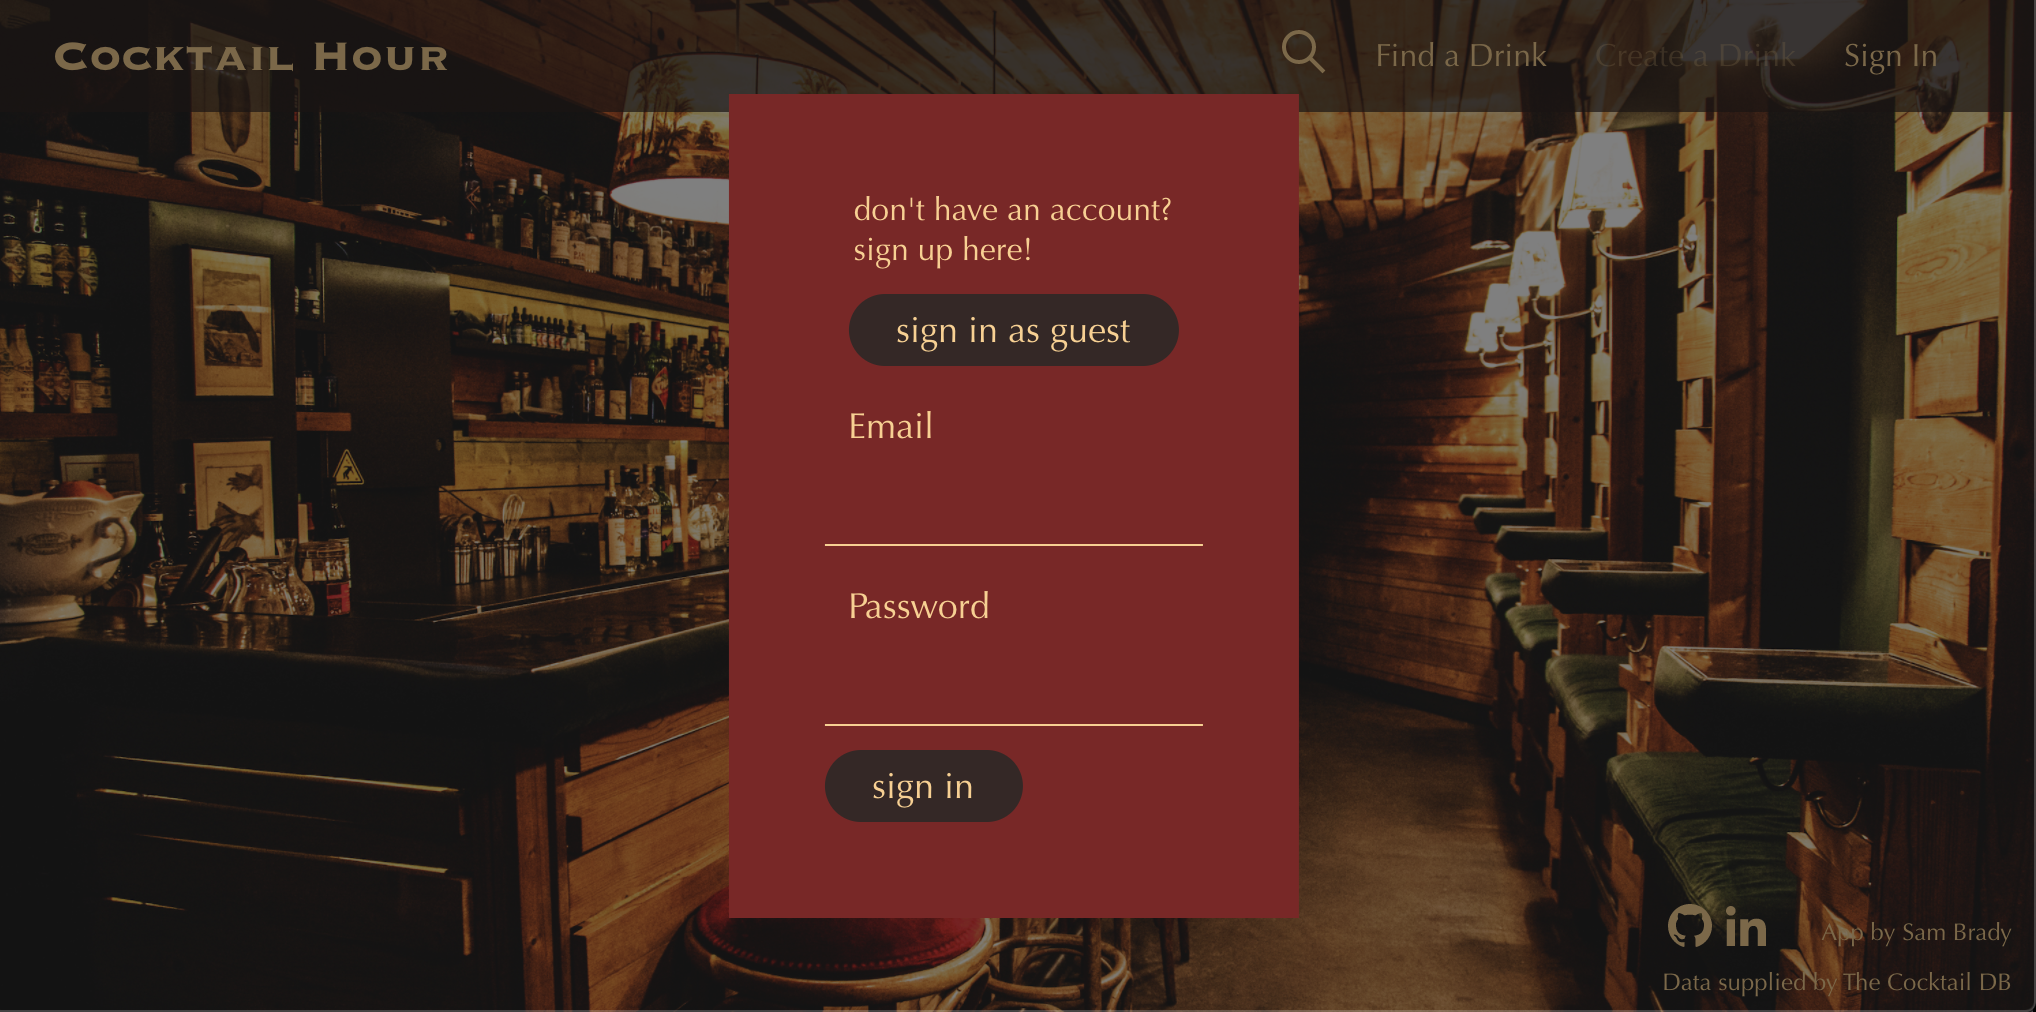 Cocktail Hour
Find a Drink
Create a Drink
Sign In
don't have an account?
sign up here!
sign in as guest
Email
Password
sign in
in
App by Sam Brady
Data supplied by The Cocktail DB